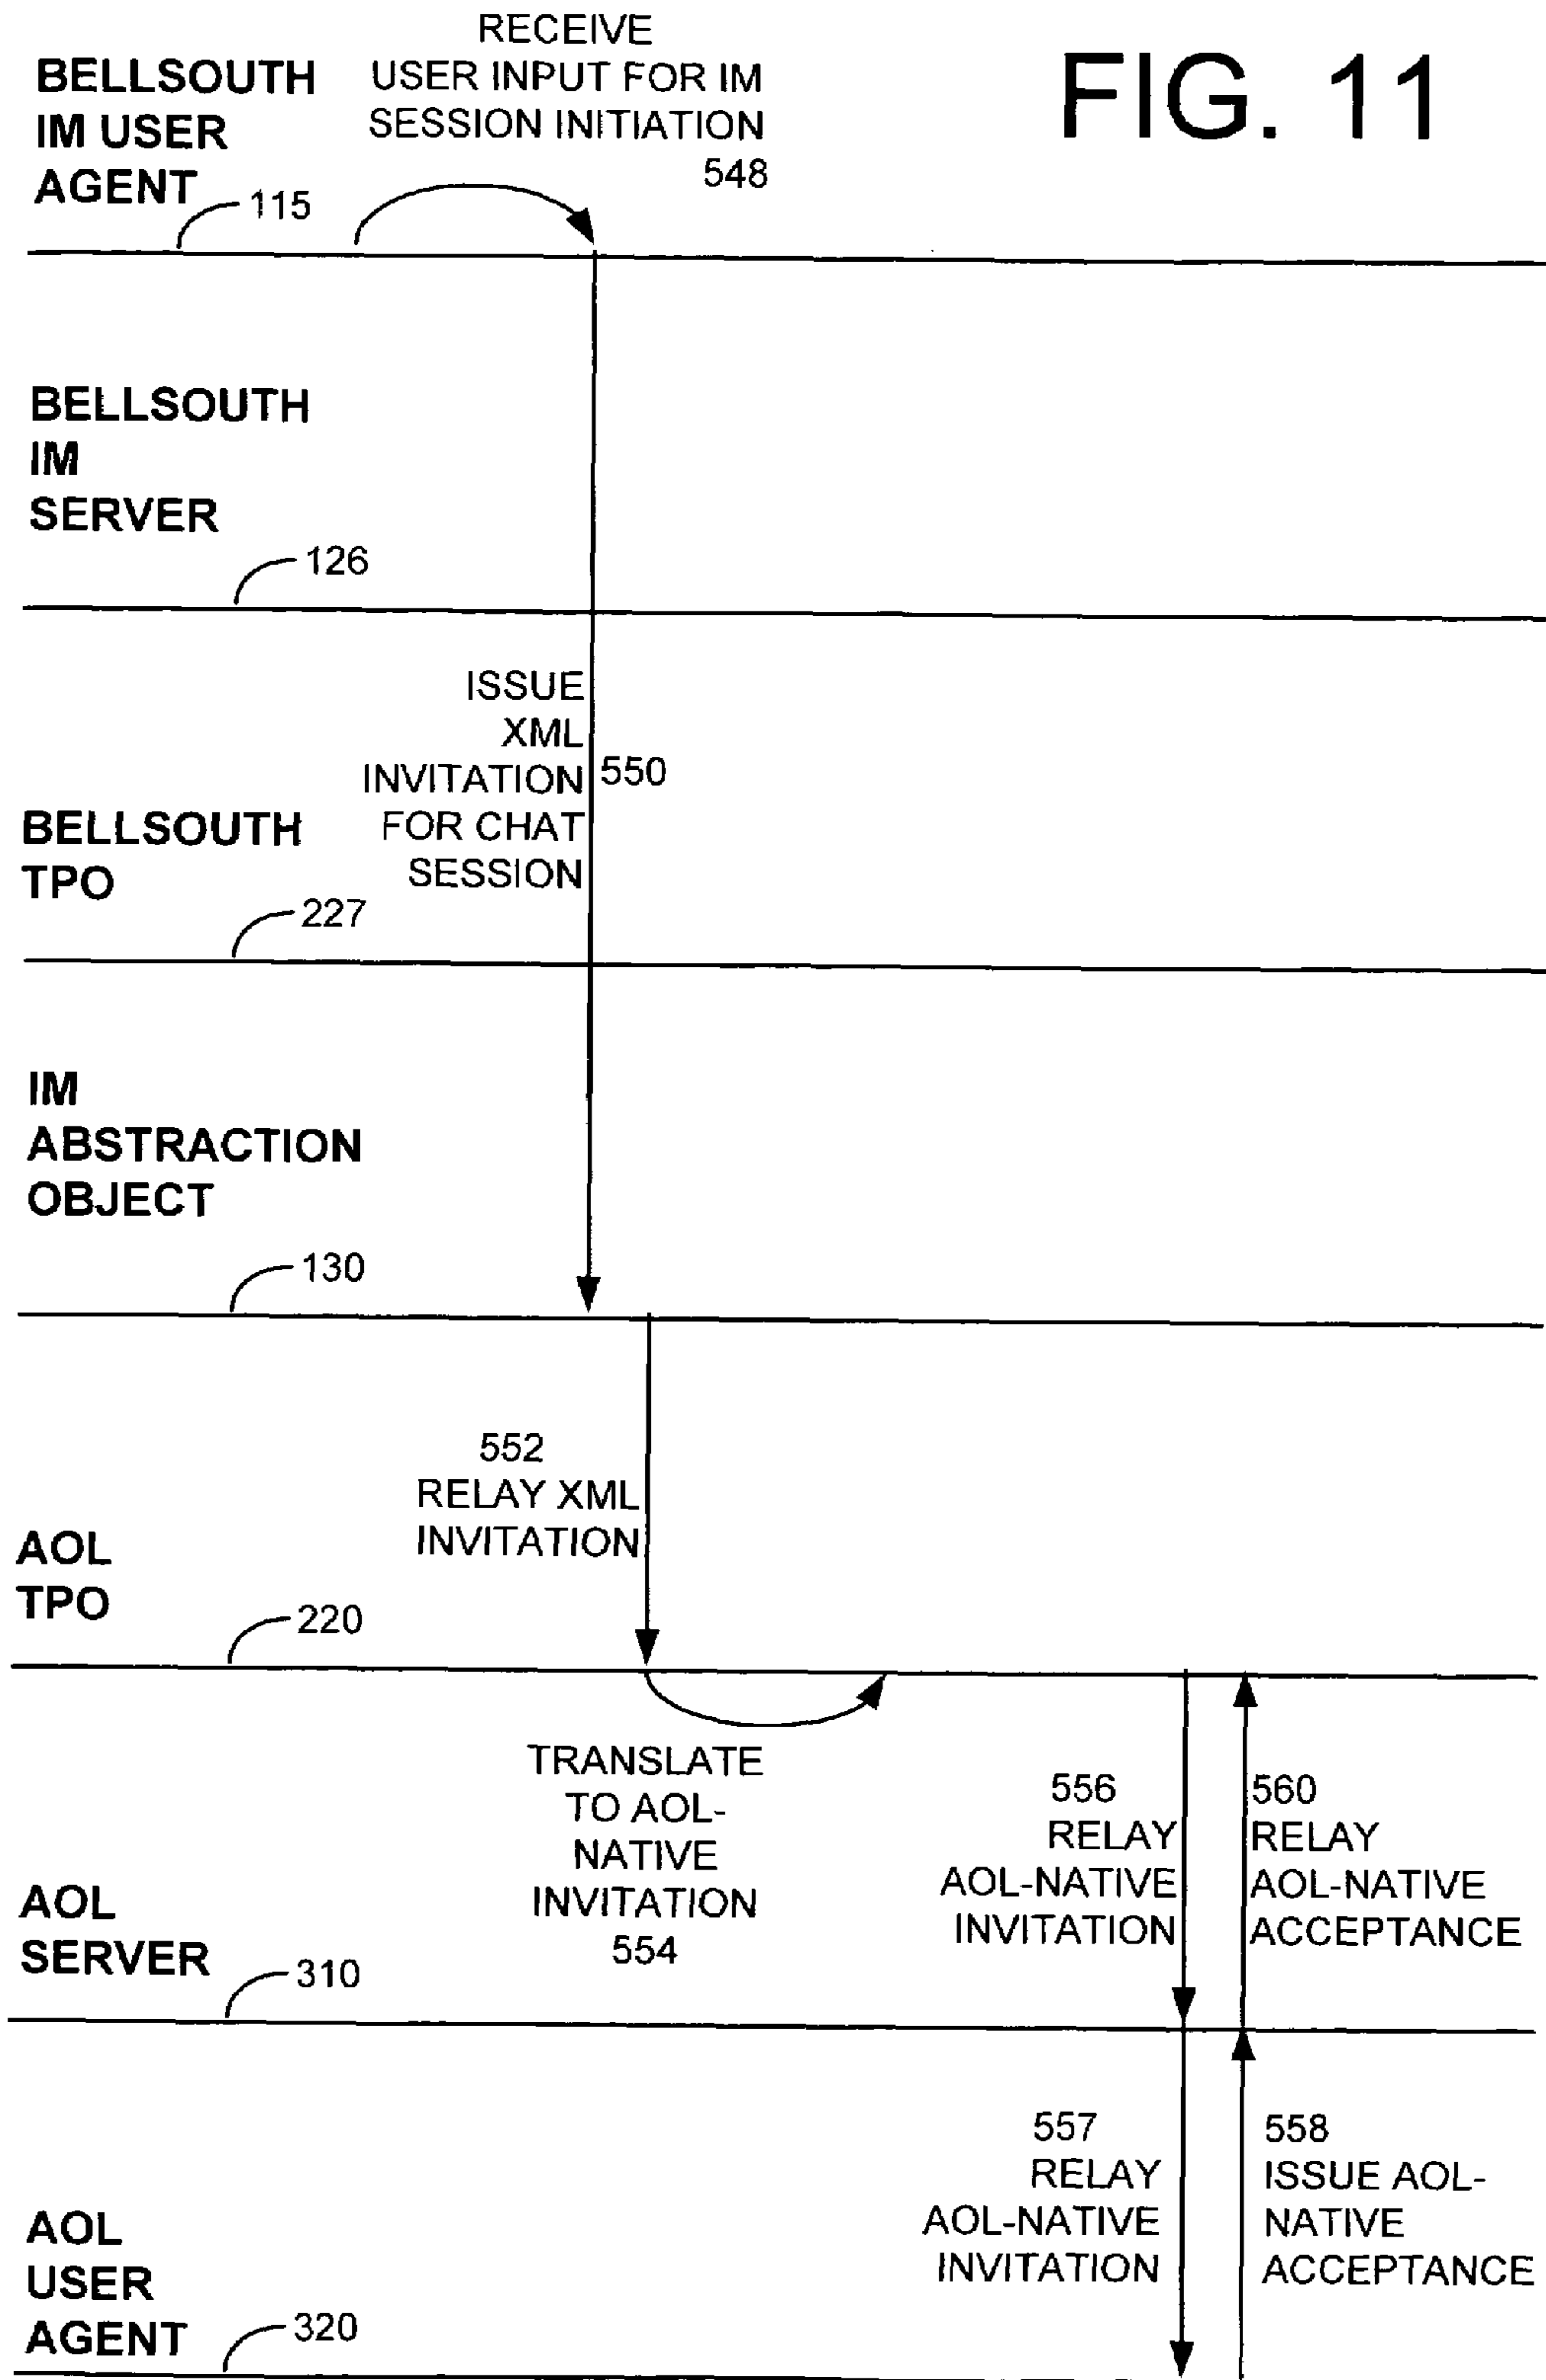 FIG. 11
RECEIVE
USER INPUT FOR IM
SESSION INITIATION
548
BELLSOUTH
IM USER
AGENT
115
BELLSOUTH
IM
SERVER
126
ISSUE
XML
INVITATION
FOR CHAT
SESSION
550
BELLSOUTH
TPO
227
IM
ABSTRACTION
OBJECT
130
552
RELAY XML
INVITATION
AOL
TPO
220
TRANSLATE
TO AOL-
NATIVE
INVITATION
554
556
RELAY
AOL-NATIVE
INVITATION
560
RELAY
AOL-NATIVE
ACCEPTANCE
AOL
SERVER
310
557
RELAY
AOL-NATIVE
INVITATION
558
ISSUE AOL-
NATIVE
ACCEPTANCE
AOL
USER
AGENT
320